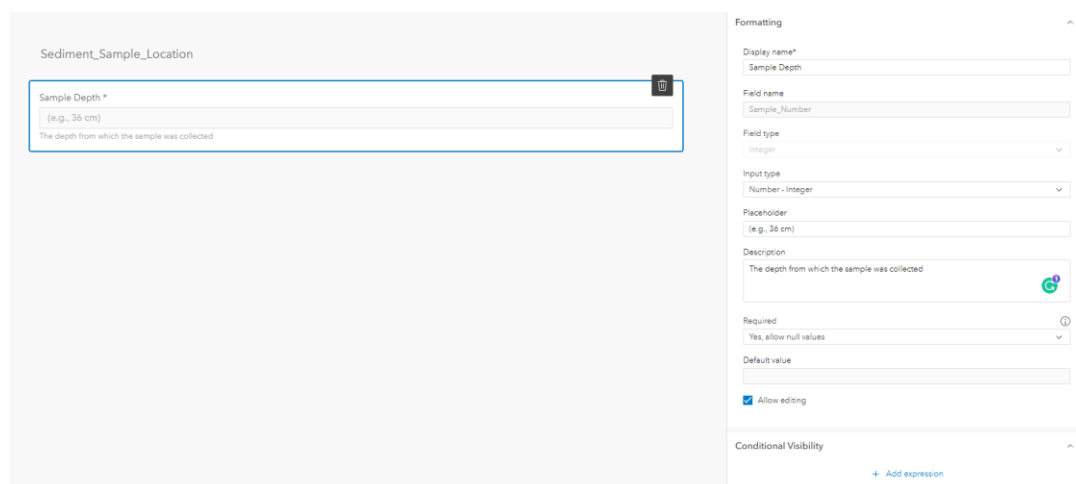 Sediment_Sample_Location
Sample Depth *
(e.g., 36 cm)
The depth from which the sample was collected
Formatting
Display name*
Sample Depth
Field name
Sample_Number
Field type
Integer
Input type
Number - Integer
Placeholder
(e.g., 36 cm)
Description
The depth from which the sample was collected
1
Required
Yes, allow null values
Default value
Allow editing
Conditional Visibility
+ Add expression